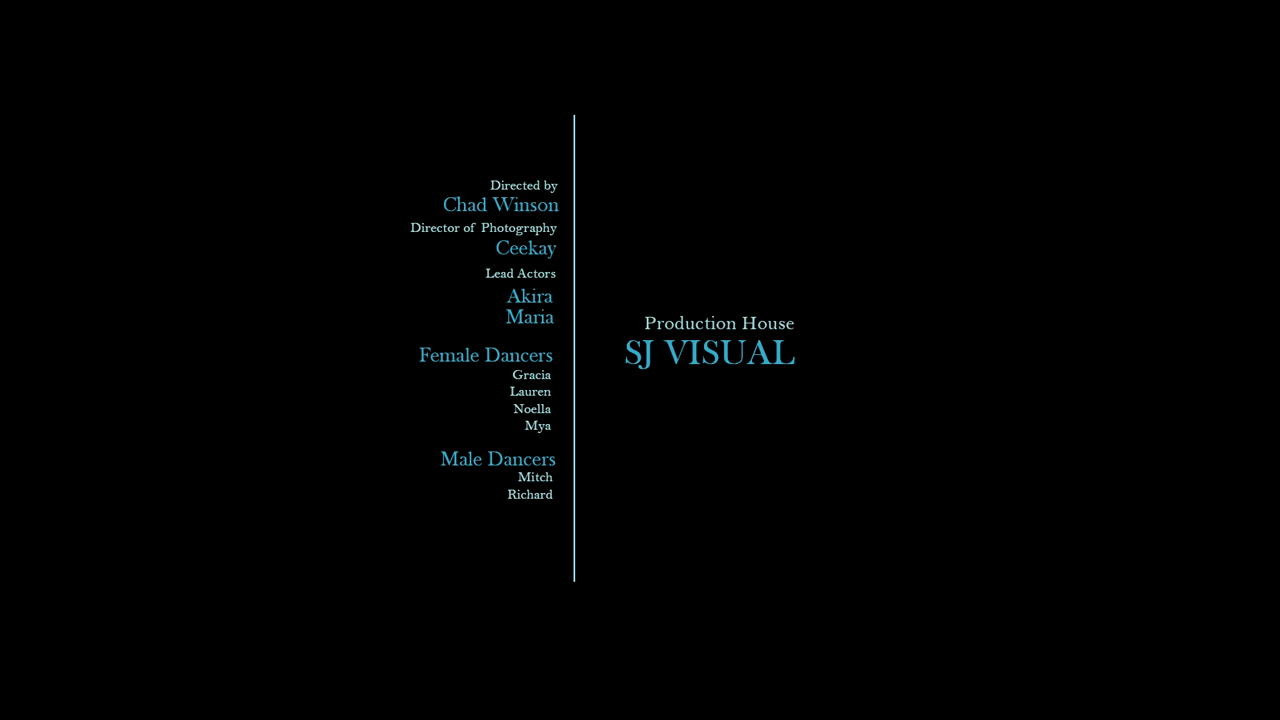 Directed by
Chad Winson
Director of Photography
Ceekay
Lead Actors
Akira
Maria
Female Dancers
Gracia
Lauren
Noella
Mya
Male Dancers
Mitch
Richard
Production House
SJ VISUAL